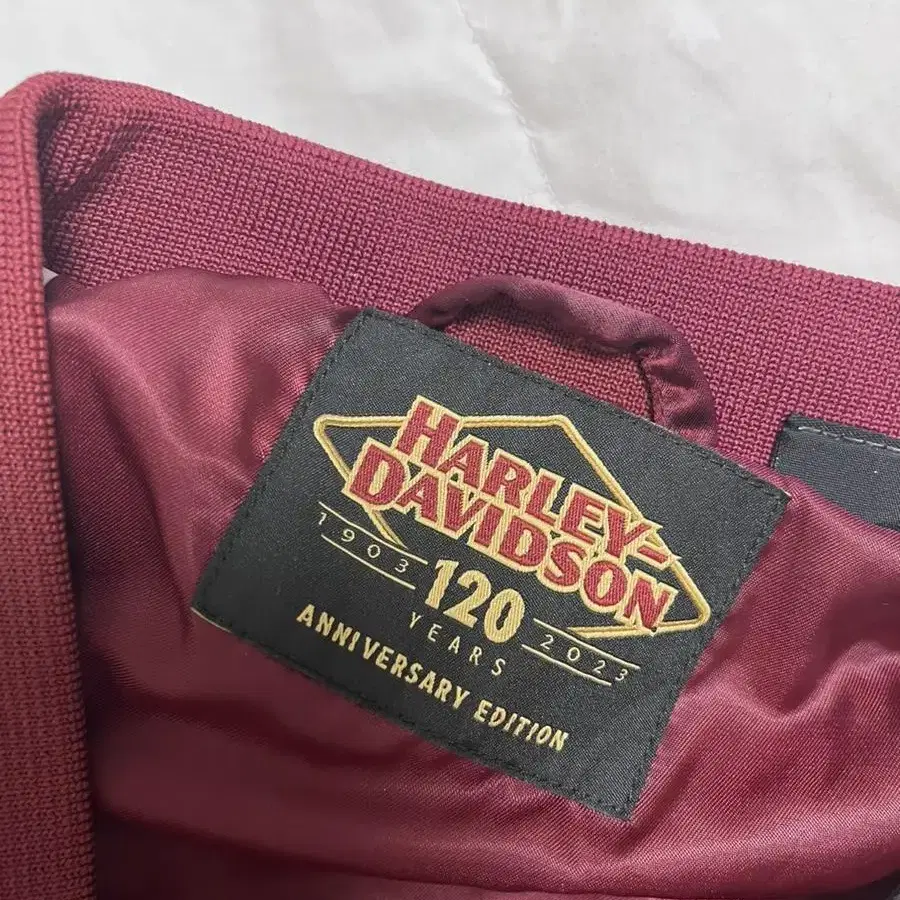 HARLEY-
DAVIDSON
1903 120 2023
YEARS
ANNIVERSARY EDITION